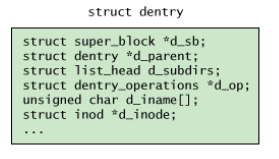 struct dentry
struct super_block *d_sb;
struct dentry *d_parent;
struct list_head d_subdirs;
struct dentry_operations *d_op;
unsigned char d_iname[];
struct inod *d_inode;
...